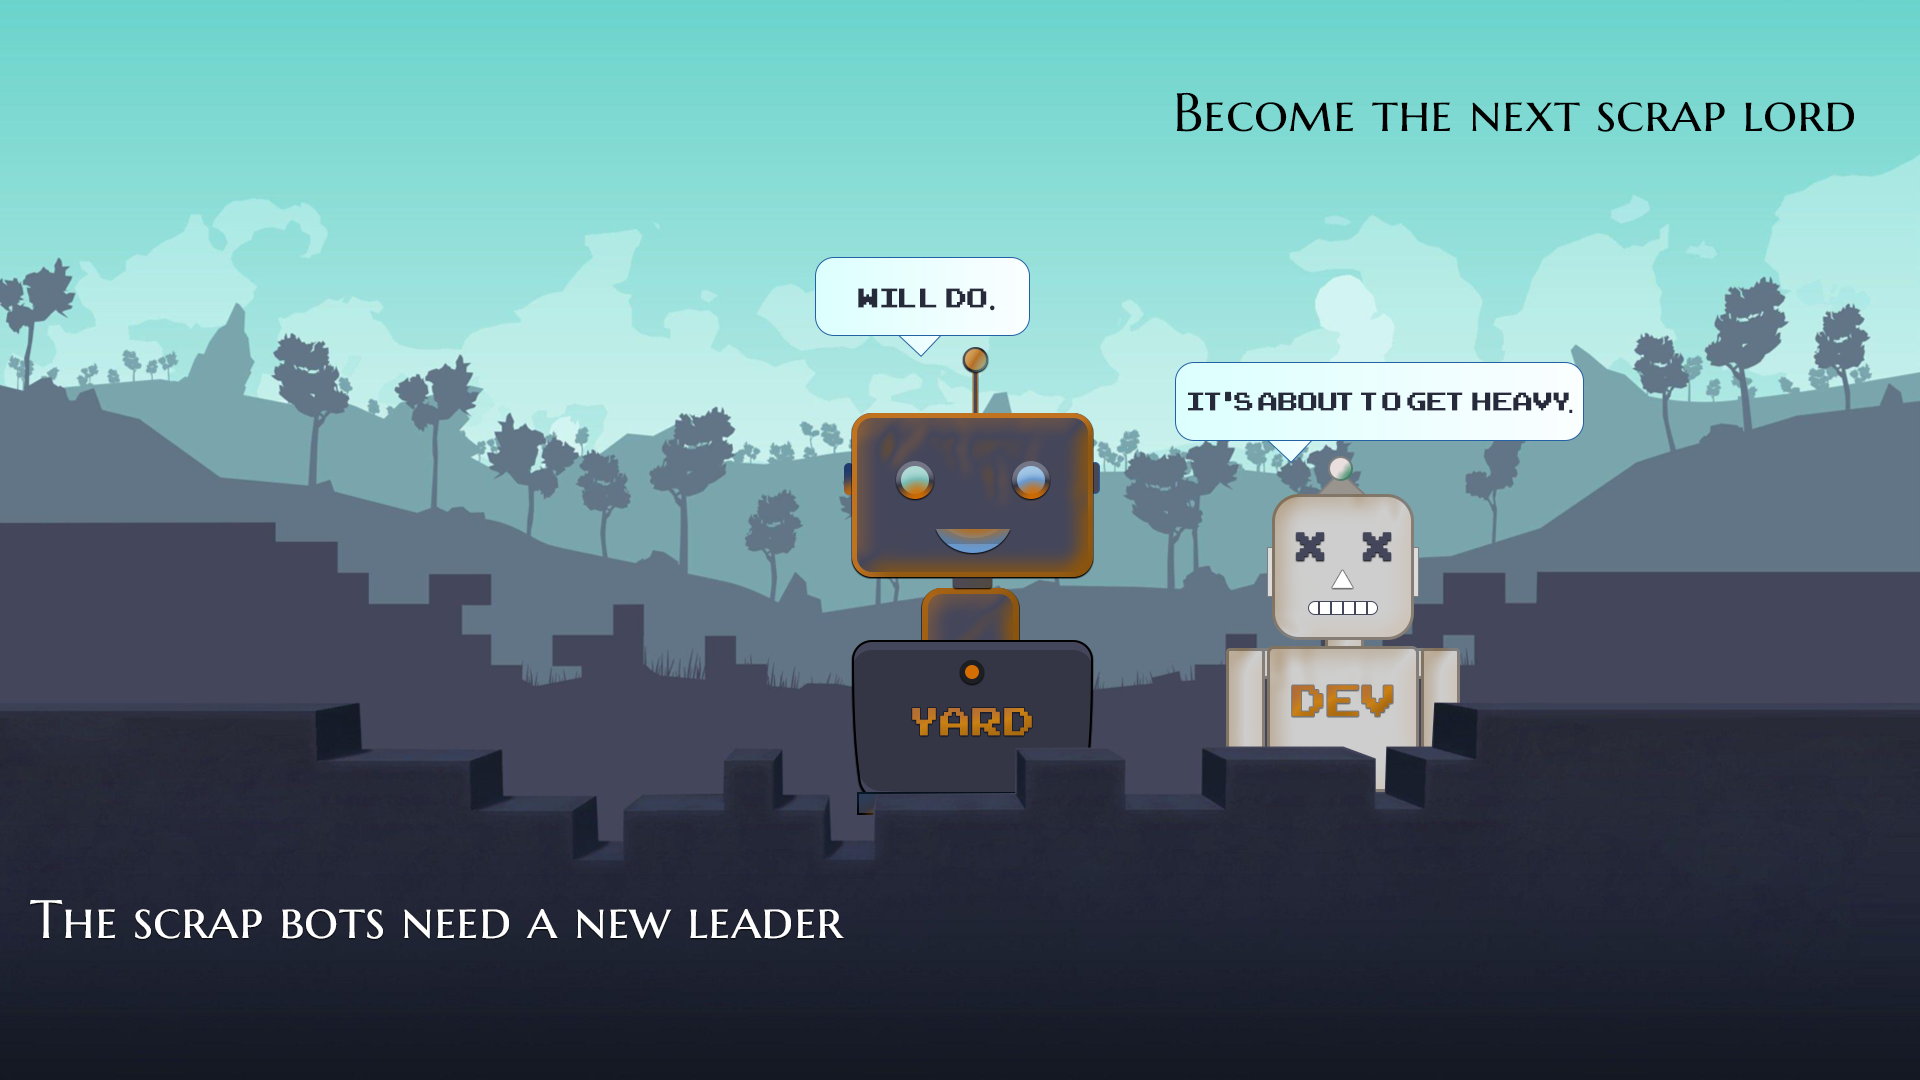 Become the next scrap lord
WILL DO.
IT'S ABOUT TO GET HEAVY.
DEV
YARD
The scrap bots need a new leader